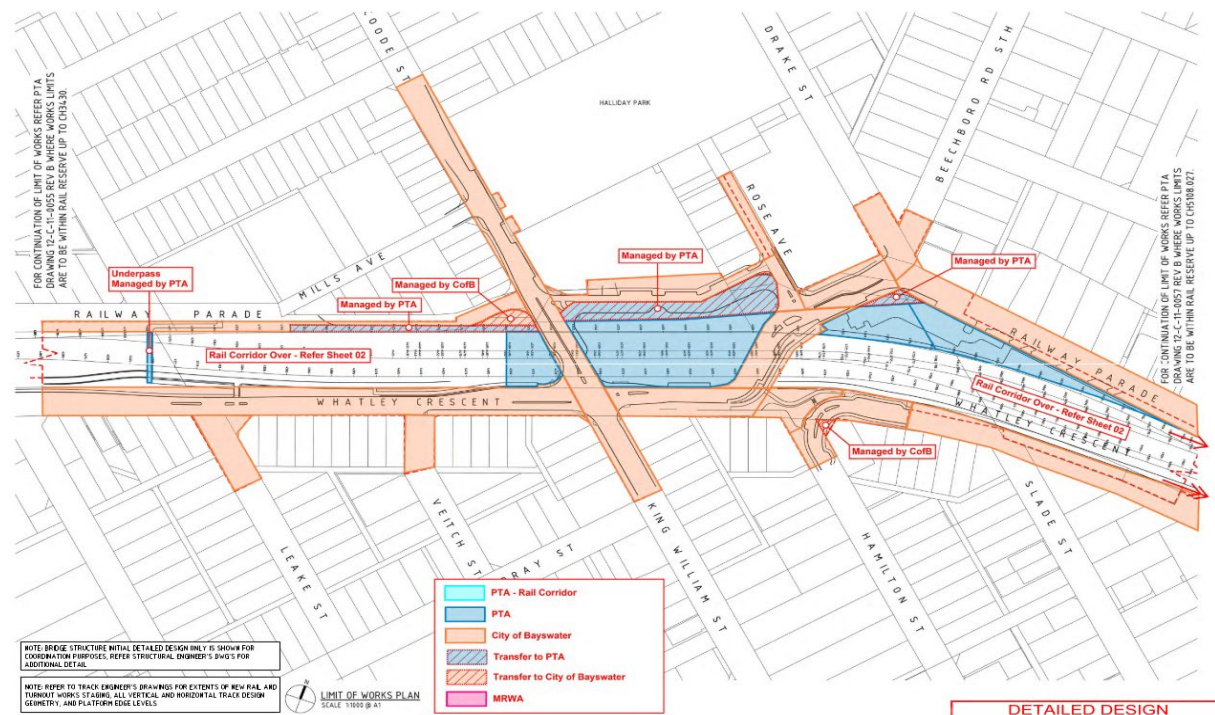 OODE ST
DRAKE ST
BEECHBORO RD STH
HALLIDAY PARK
FOR CONTINUATION OF LIMIT OF WORKS REFER PTA
DRAWING 12-C-11-0055 REV B WHERE WORKS LIMITS
ARE TO BE WITHIN RAIL RESERVE UP TO CH3430.
FOR CONTINUATION OF LIMIT OF WORKS REFER PTA
DRAWING 12-C-11-0057 REV B WHERE WORKS LIMITS
ARE TO BE WITHIN RAIL RESERVE UP TO CH5108.027.
ROSE AVE
Managed by PTA
Managed by PTA
Underpass
Managed by PTA
MILLS AVE
Managed by CofB
Managed by PTA
RAILWAY PARADE
RAILWAY PARADE
Rail Corridor Over - Refer Sheet 02
Rail Corridor Over - Refer Sheet 02
WHATLEY CRESCENT
WHATLEY CRESCENT
Managed by CofB
LEAKE ST
VEITCH ST
RAY ST
KING WILLIAM ST
HAMILTON ST
SLADE ST
PTA - Rail Corridor
PTA
City of Bayswater
Transfer to PTA
Transfer to City of Bayswater
MRWA
NOTE: BRIDGE STRUCTURE INITIAL DETAILED DESIGN ONLY IS SHOWN FOR
COORDINATION PURPOSES, REFER STRUCTURAL ENGINEER'S DWG'S FOR
ADDITIONAL DETAIL
NOTE: REFER TO TRACK ENGINEER'S DRAWINGS FOR EXTENTS OF NEW RAIL AND
TURNOUT WORKS STAGING, ALL VERTICAL AND HORIZONTAL TRACK DESIGN
GEOMETRY, AND PLATFORM EDGE LEVELS
N
LIMIT OF WORKS PLAN
SCALE 1:1000 @ A1
DETAILED DESIGN